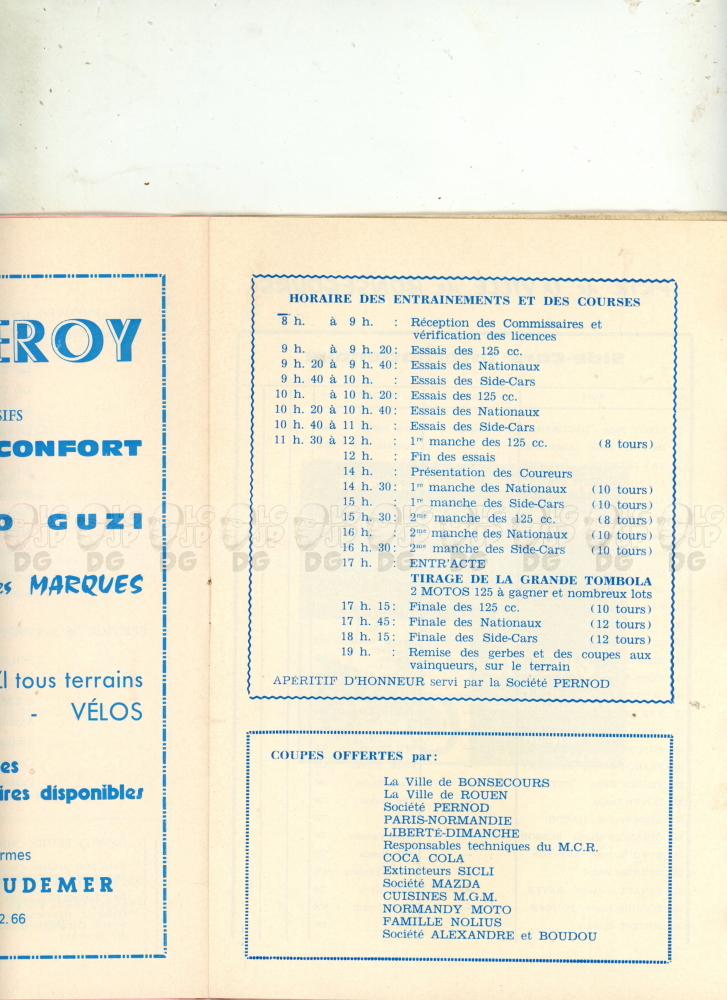 EROY
SIFS
CONFORT
O GUZI
es MARQUES
I tous terrains
- VÉLOS
es
ires disponibles
rmes
UDEMER
2.66
HORAIRE DES ENTRAINEMENTS ET DES COURSES
8 h. à 9 h. : Réception des Commissaires et
vérification des licences
9 h. à 9 h. 20 : Essais des 125 cc.
9 h. 20 à 9 h. 40 : Essais des Nationaux
9 h. 40 à 10 h. : Essais des Side-Cars
10 h. à 10 h. 20 : Essais des 125 cc.
10 h. 20 à 10 h. 40 : Essais des Nationaux
10 h. 40 à 11 h. : Essais des Side-Cars
11 h. 30 à 12 h. : 1re manche des 125 cc. (8 tours)
12 h. : Fin des essais
14 h. : Présentation des Coureurs
14 h. 30 : 1re manche des Nationaux (10 tours)
15 h. : 1re manche des Side-Cars (10 tours)
15 h. 30 : 2me manche des 125 cc. (8 tours)
16 h. : 2me manche des Nationaux (10 tours)
16 h. 30 : 2me manche des Side-Cars (10 tours)
17 h. : ENTR'ACTE
TIRAGE DE LA GRANDE TOMBOLA
2 MOTOS 125 à gagner et nombreux lots
17 h. 15 : Finale des 125 cc. (10 tours)
17 h. 45 : Finale des Nationaux (12 tours)
18 h. 15 : Finale des Side-Cars (12 tours)
19 h. : Remise des gerbes et des coupes aux
vainqueurs, sur le terrain
APÉRITIF D'HONNEUR servi par la Société PERNOD
COUPES OFFERTES par :
La Ville de BONSECOURS
La Ville de ROUEN
Société PERNOD
PARIS-NORMANDIE
LIBERTÉ-DIMANCHE
Responsables techniques du M.C.R.
COCA COLA
Extincteurs SICLI
Société MAZDA
CUISINES M.G.M.
NORMANDY MOTO
FAMILLE NOLIUS
Société ALEXANDRE et BOUDOU